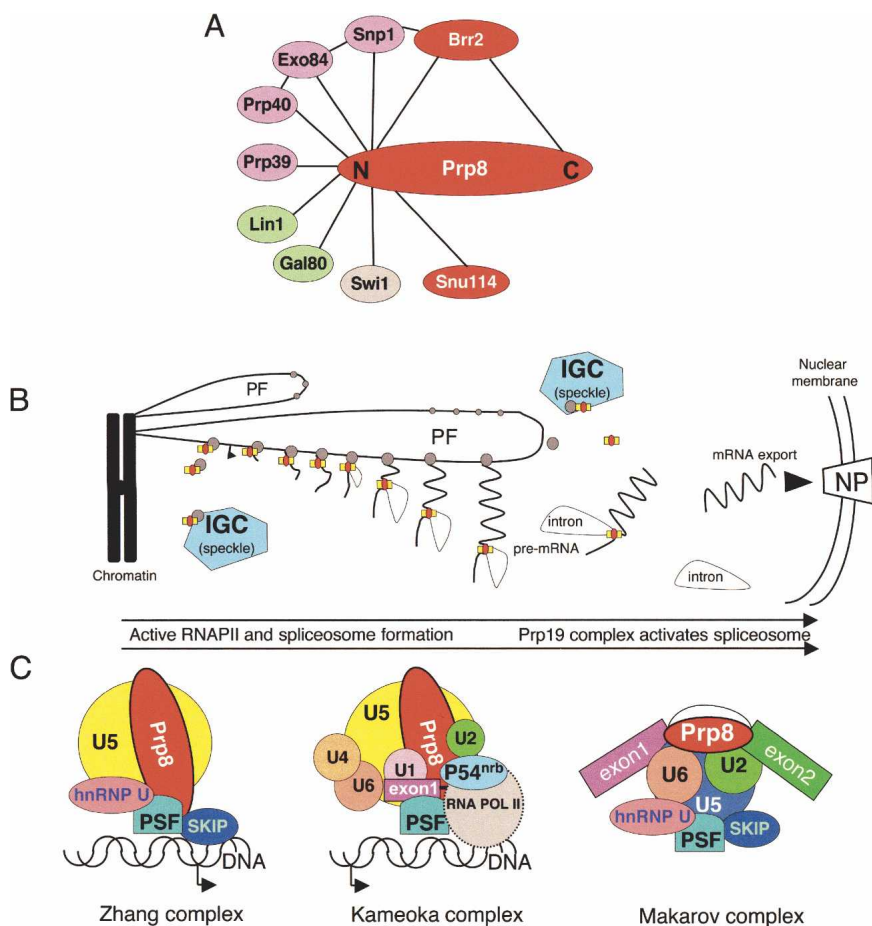 A
Snp1
Brr2
Exo84
Prp40
Prp39
N
Prp8
C
Lin1
Gal80
Swi1
Snu114
B
PF
PF
IGC
(speckle)
Nuclear
membrane
mRNA export
NP
IGC
(speckle)
intron
pre-mRNA
intron
Chromatin
Active RNAPII and spliceosome formation
Prp19 complex activates spliceosome
C
U5
Prp8
hnRNP U
PSF
SKIP
DNA
Zhang complex
U5
Prp8
U2
U4
U6
U1
exon1
P54nrb
PSF
RNA POL II
DNA
Kameoka complex
exon1
Prp8
exon2
U6
U2
U5
hnRNP U
PSF
SKIP
Makarov complex